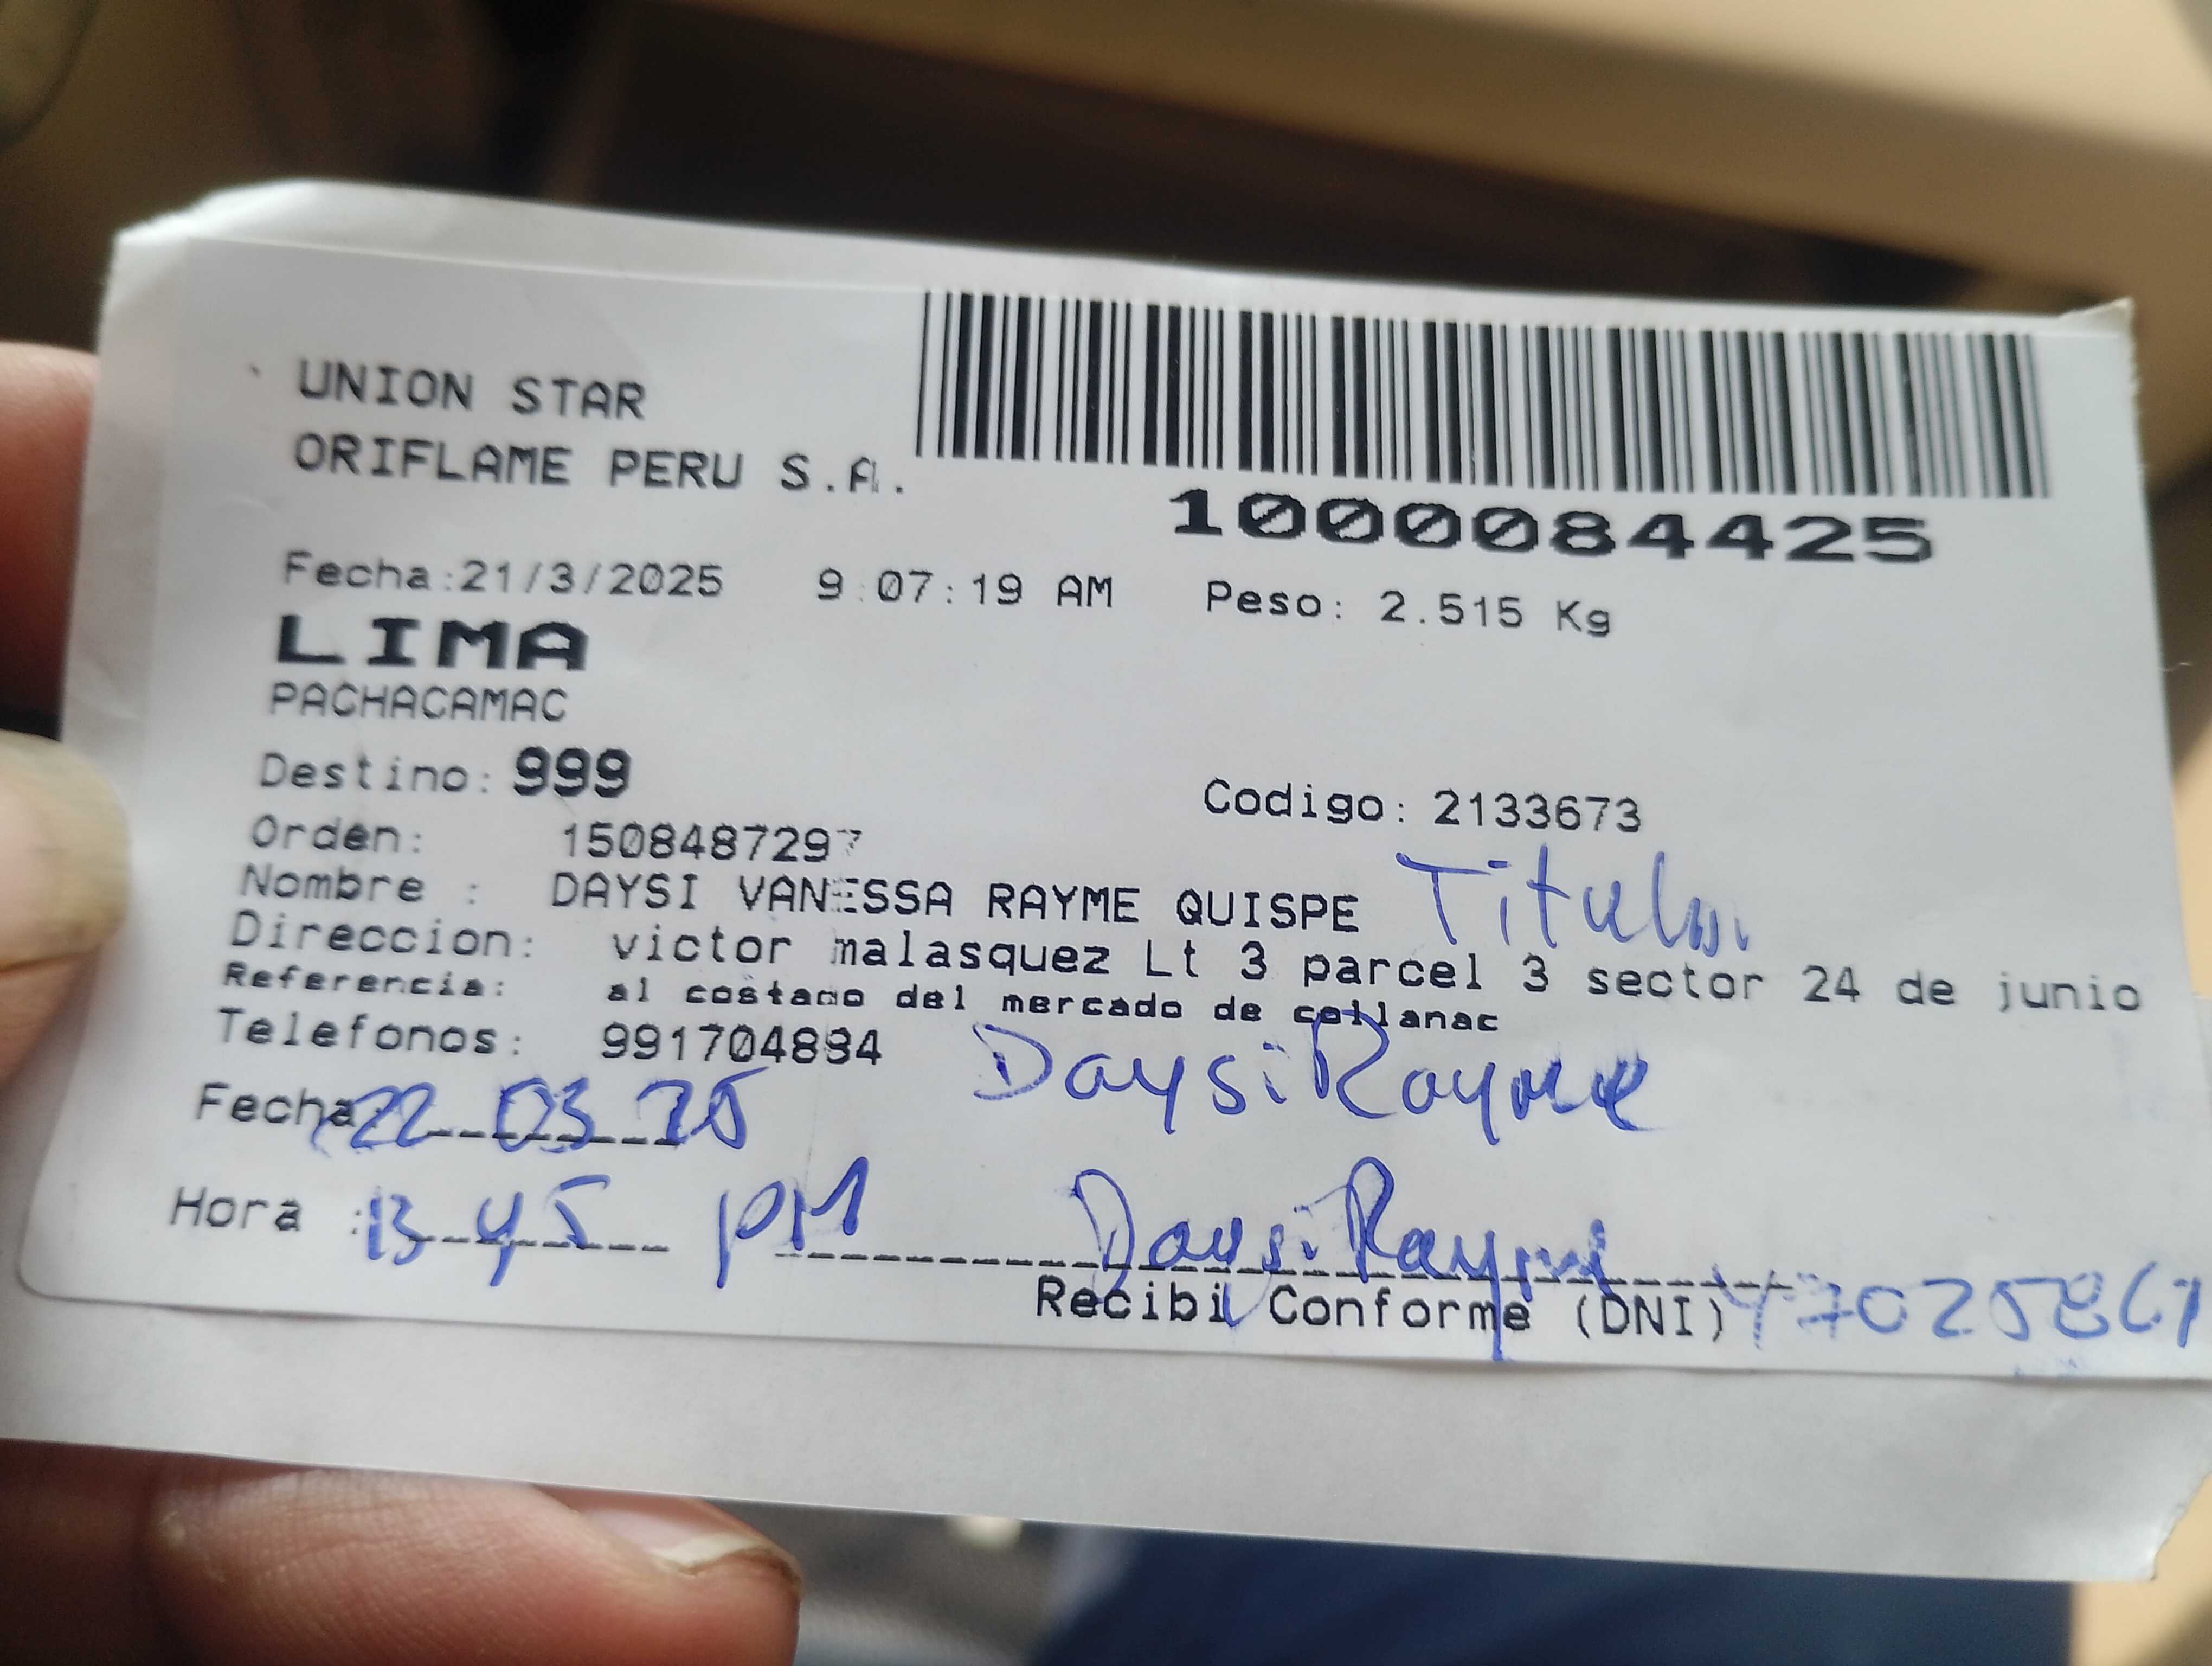 UNION STAR
ORIFLAME PERU S.A.
1000084425
Fecha:21/3/2025 9:07:19 AM Peso: 2.515 Kg
LIMA
PACHACAMAC
Destino: 999
Codigo: 2133673
Orden: 15084872977
Nombre : DAYSI VANESSA RAYME QUISPE Titular
Direccion: victor malasquez Lt 3 parcel 3 sector 24 de junio
Referencia: al costado del mercado de collanac
Telefonos: 991704894
Daysi Rayme
Fecha: 22 03 25
Hora : 13 45 PM Daysi Rayme
Recibi Conforme (DNI)